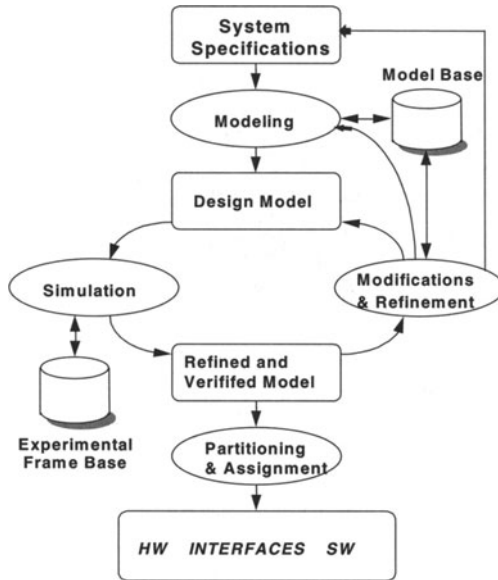 System
Specifications
Model Base
Modeling
Design Model
Simulation
Modifications
& Refinement
Refined and
Verififed Model
Experimental
Frame Base
Partitioning
& Assignment
HW INTERFACES SW